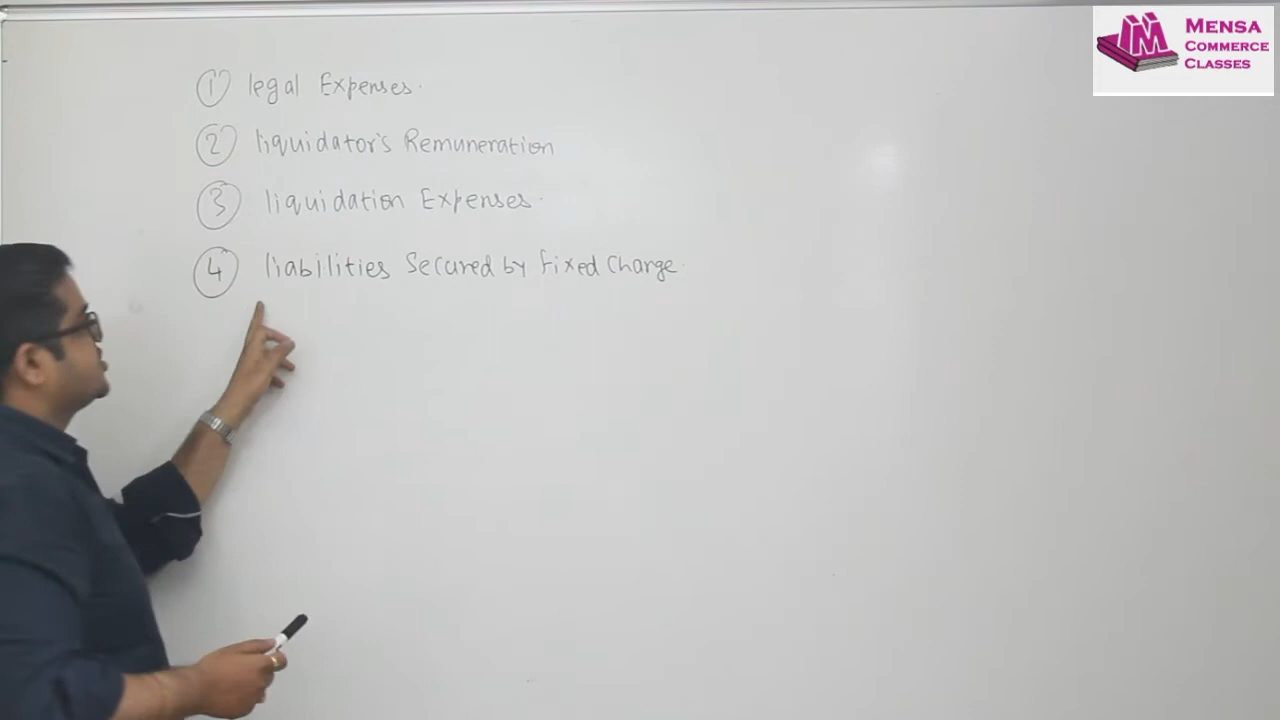 MENSA
COMMERCE
CLASSES
1 legal Expenses.
2 liquidator's Remuneration
3 liquidation Expenses.
4 liabilities Secured by fixed Charge.